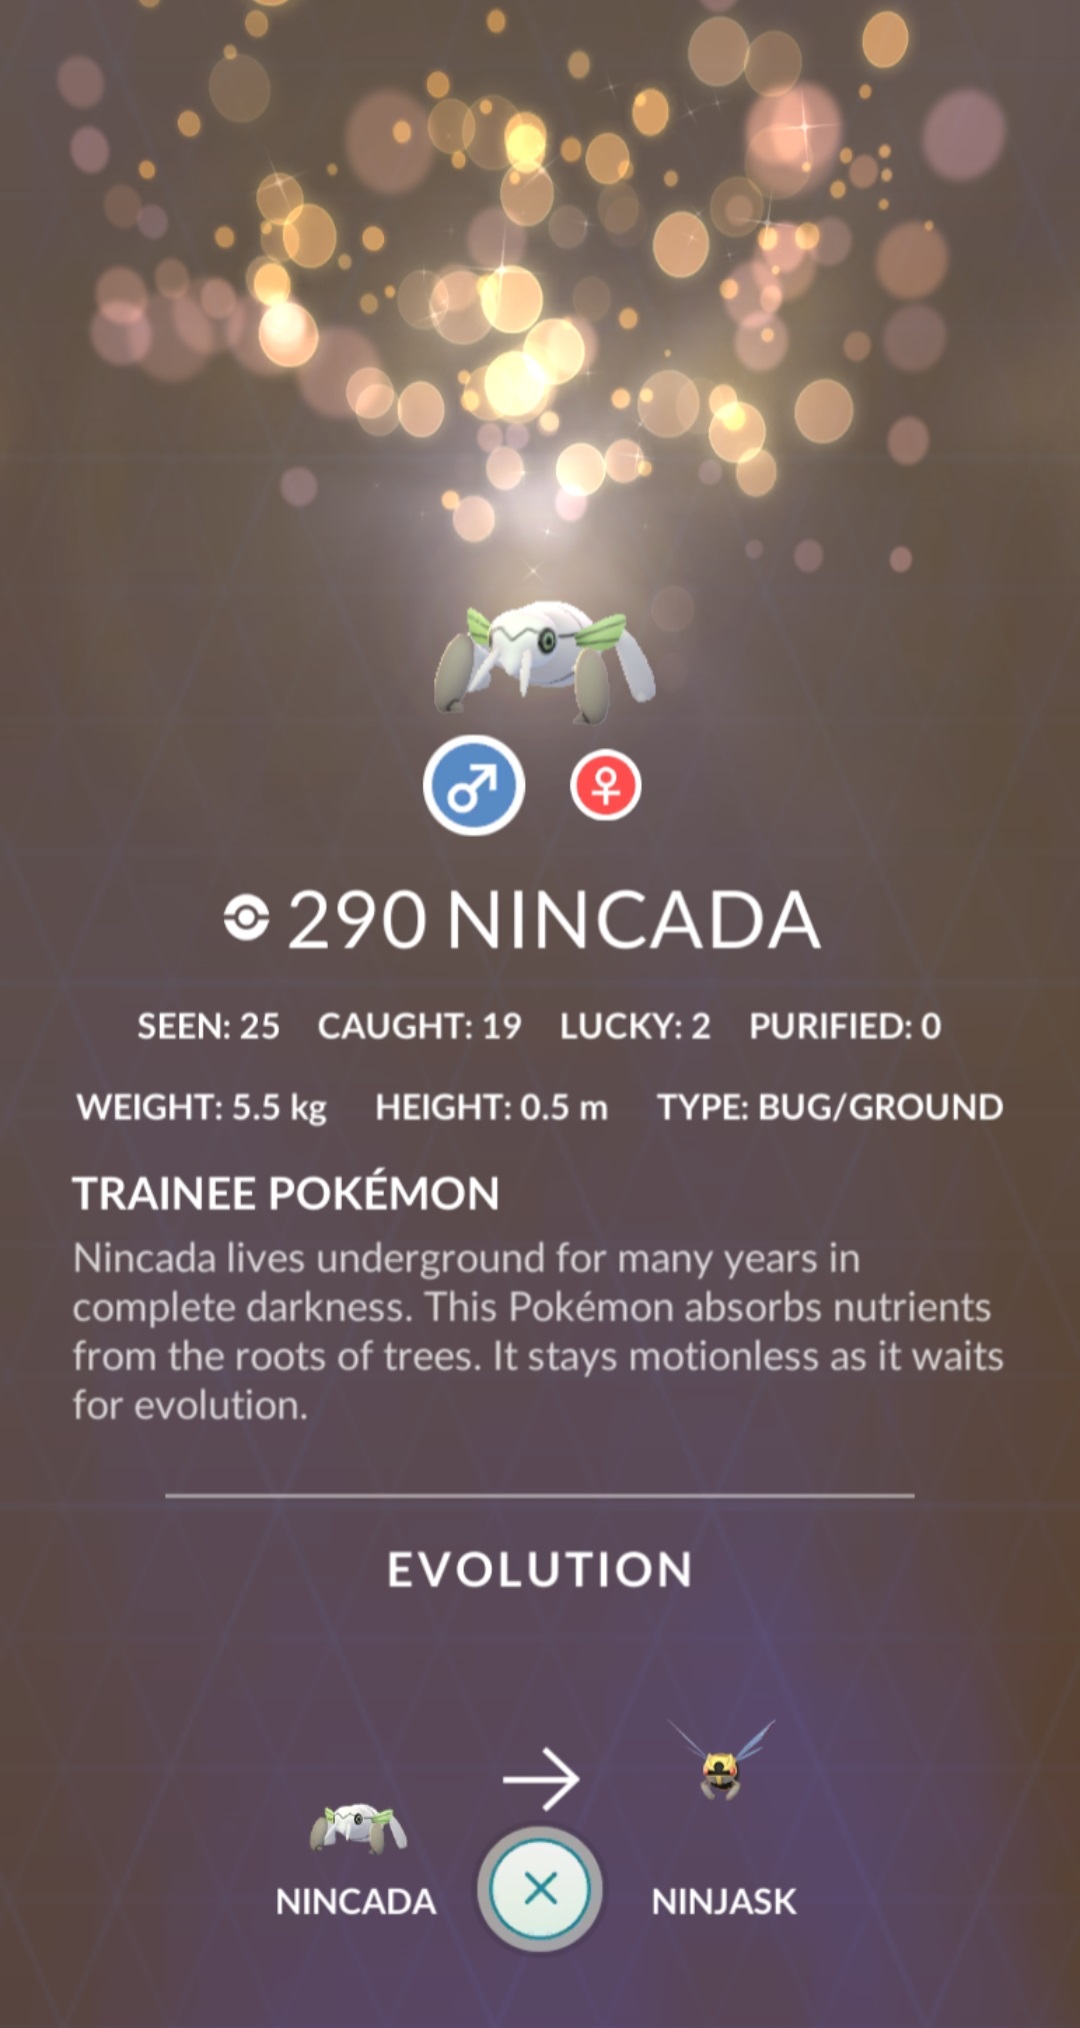 290 NINCADA
SEEN: 25 CAUGHT: 19 LUCKY: 2 PURIFIED: 0
WEIGHT: 5.5 kg HEIGHT: 0.5 m TYPE: BUG/GROUND
TRAINEE POKÉMON
Nincada lives underground for many years in
complete darkness. This Pokémon absorbs nutrients
from the roots of trees. It stays motionless as it waits
for evolution.
EVOLUTION
NINCADA NINJASK